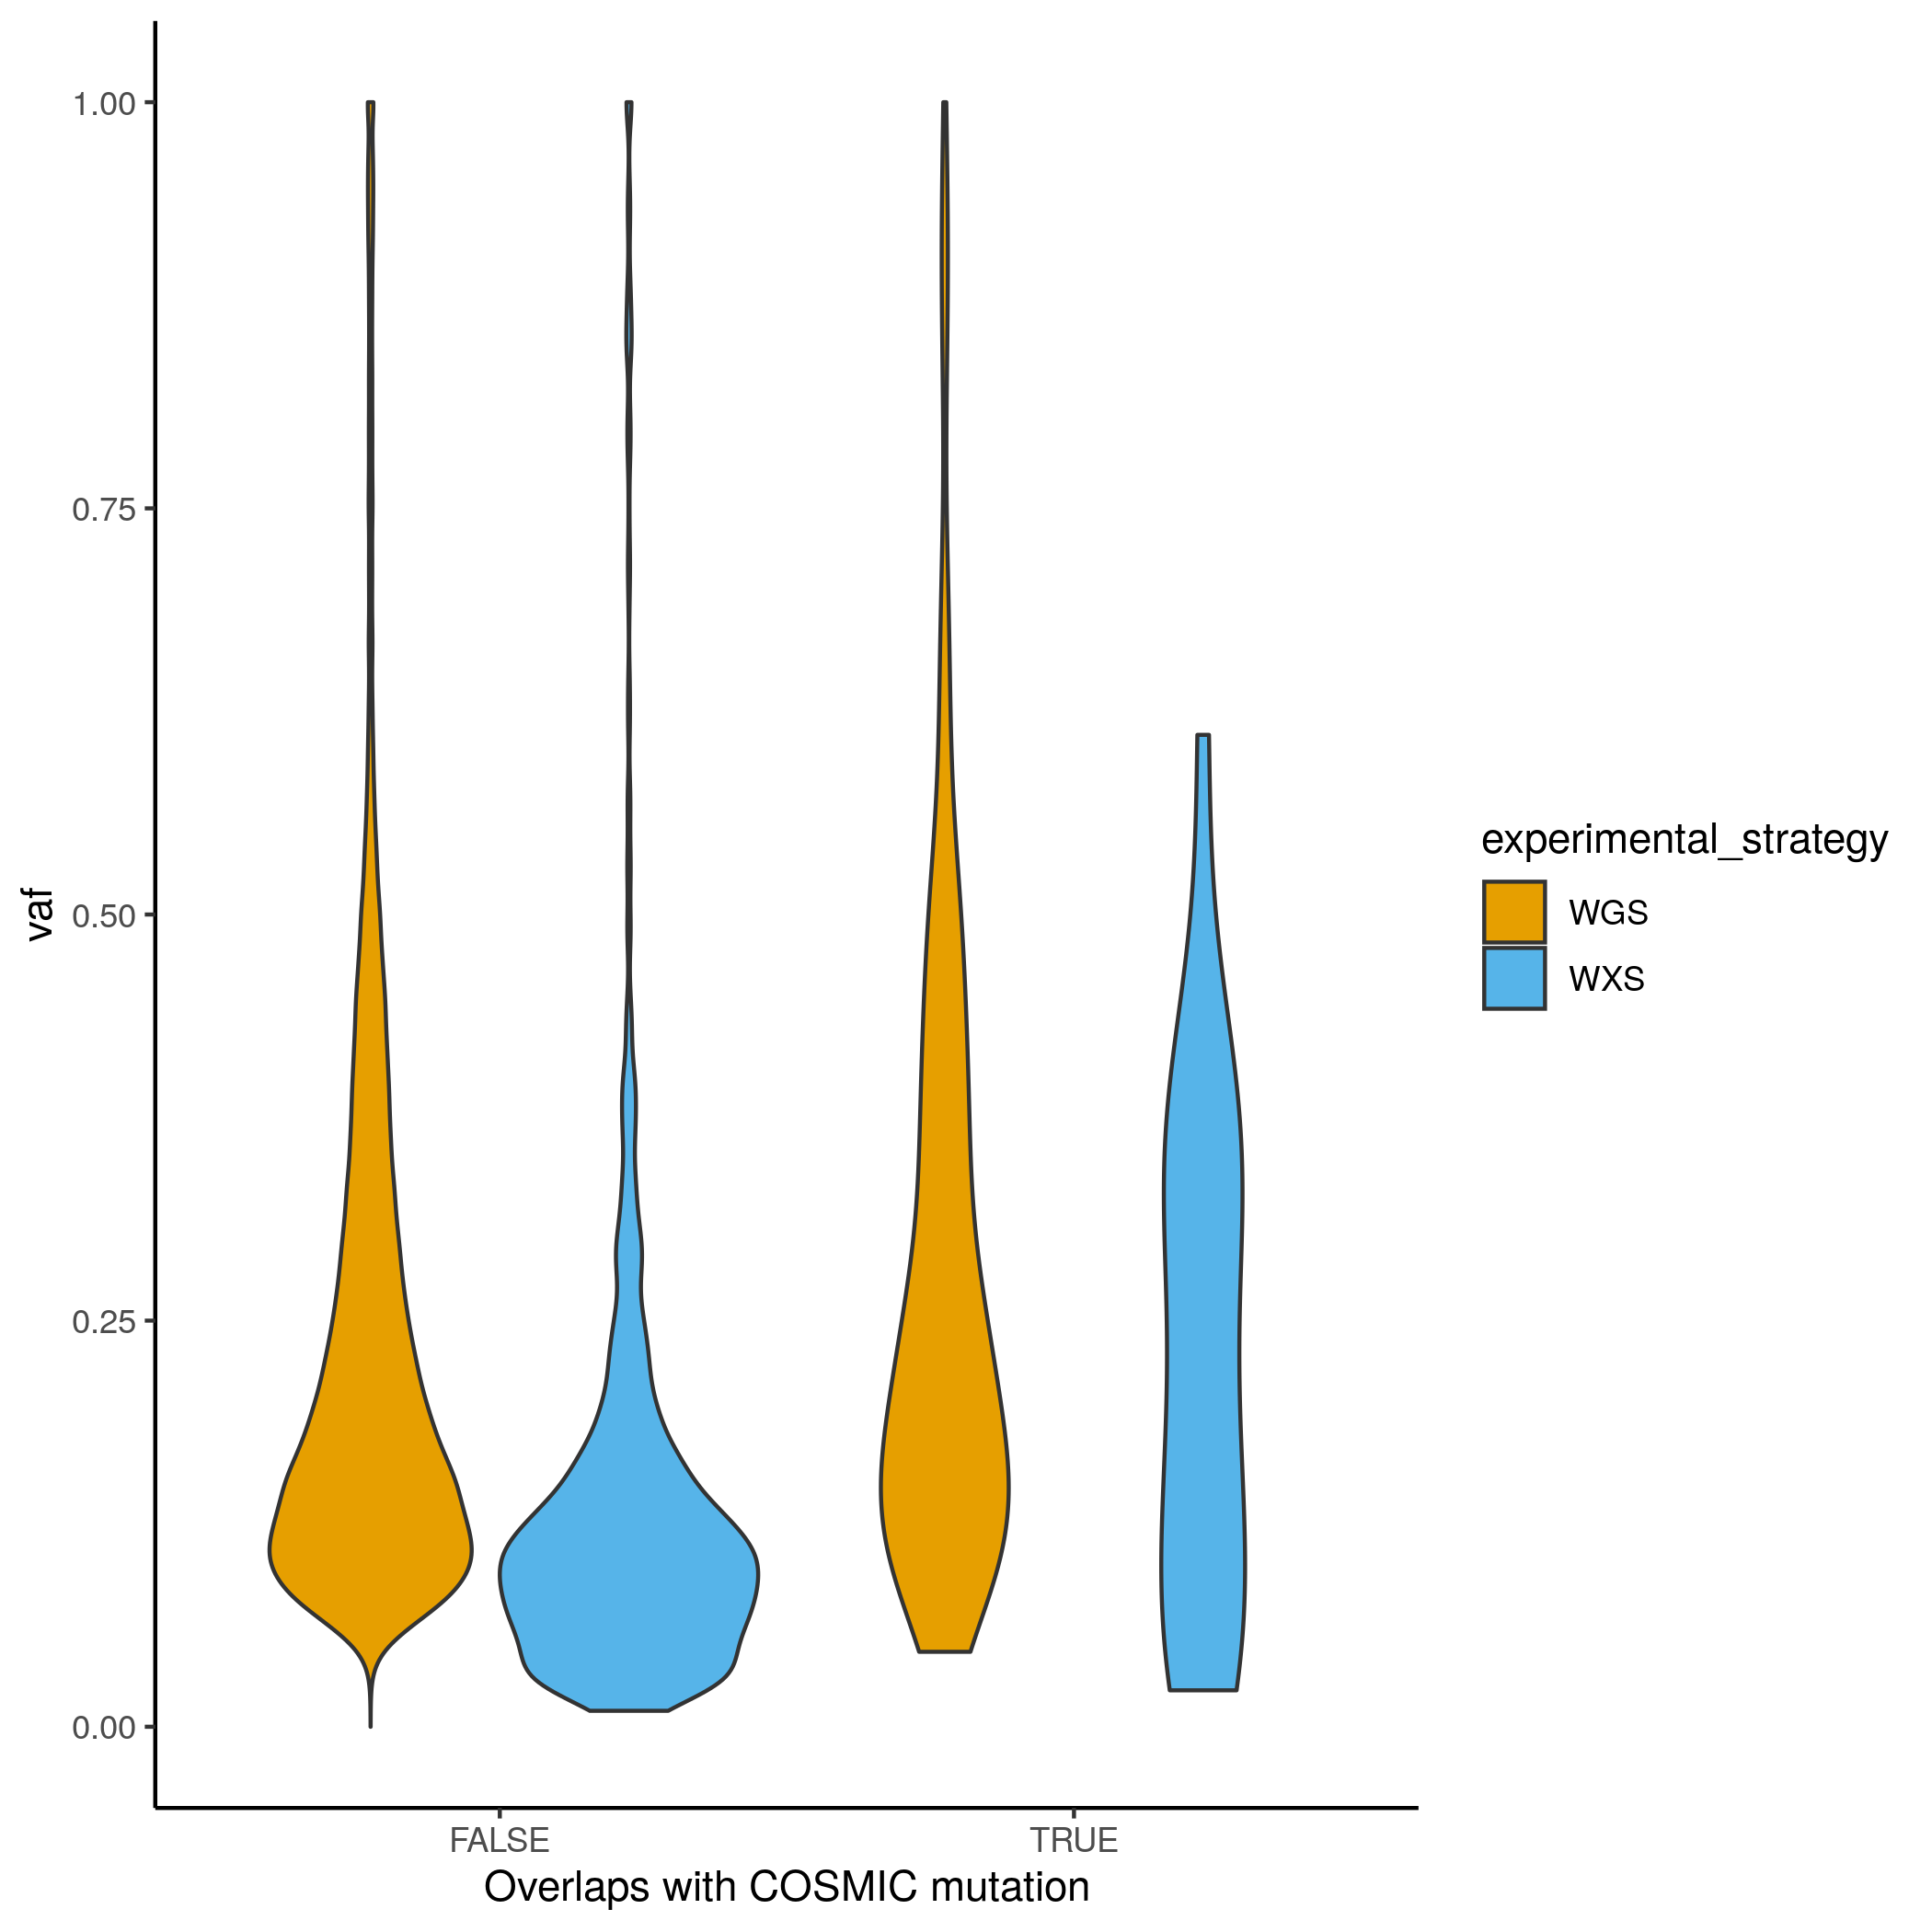 1.00
0.75
0.50
0.25
0.00
vaf
FALSE
TRUE
Overlaps with COSMIC mutation
experimental_strategy
WGS
WXS